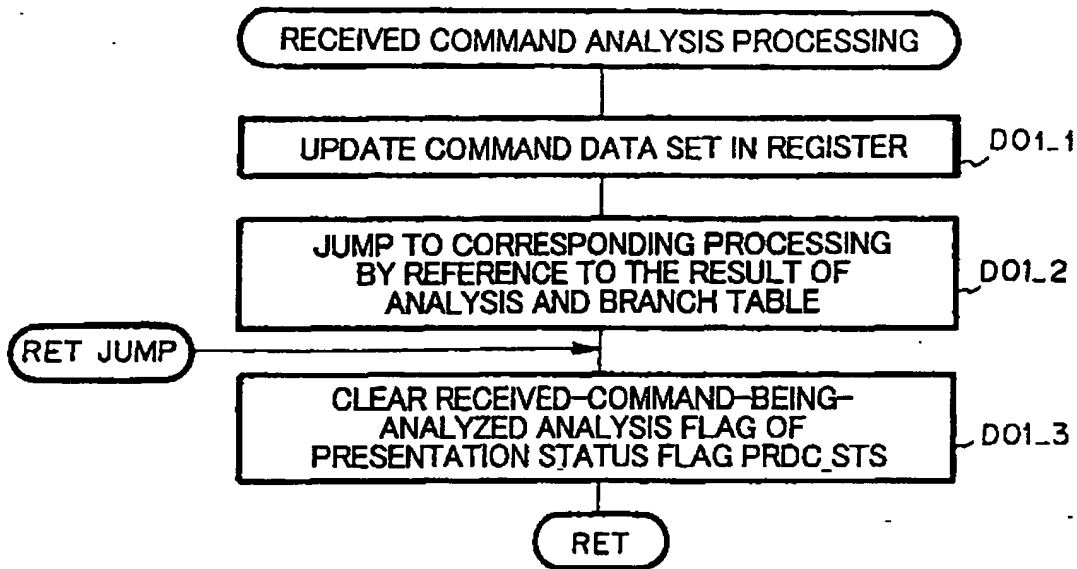 RECEIVED COMMAND ANALYSIS PROCESSING
UPDATE COMMAND DATA SET IN REGISTER
D01_1
JUMP TO CORRESPONDING PROCESSING
BY REFERENCE TO THE RESULT OF
ANALYSIS AND BRANCH TABLE
D01_2
RET JUMP
CLEAR RECEIVED-COMMAND-BEING-
ANALYZED ANALYSIS FLAG OF
PRESENTATION STATUS FLAG PRDC_STS
D01_3
RET